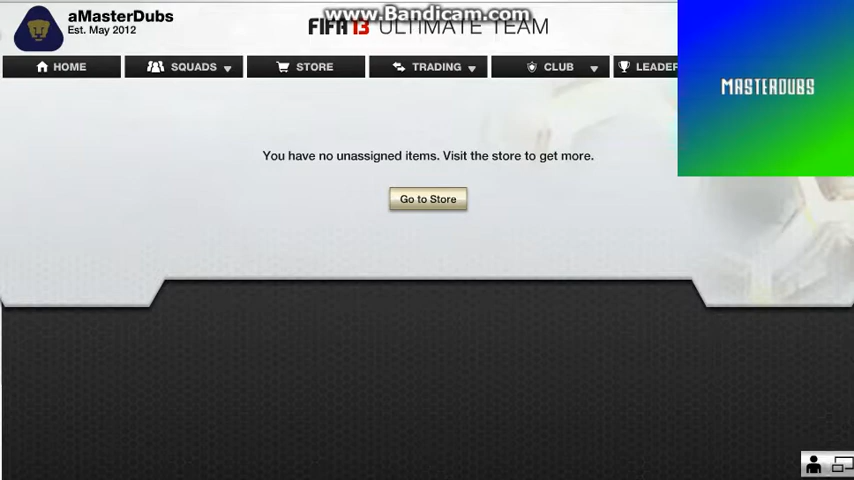 www.Bandicam.com
aMasterDubs
Est. May 2012
FIFA 13 ULTIMATE TEAM
HOME
SQUADS
STORE
TRADING
CLUB
LEADER
MASTERDUBS
You have no unassigned items. Visit the store to get more.
Go to Store